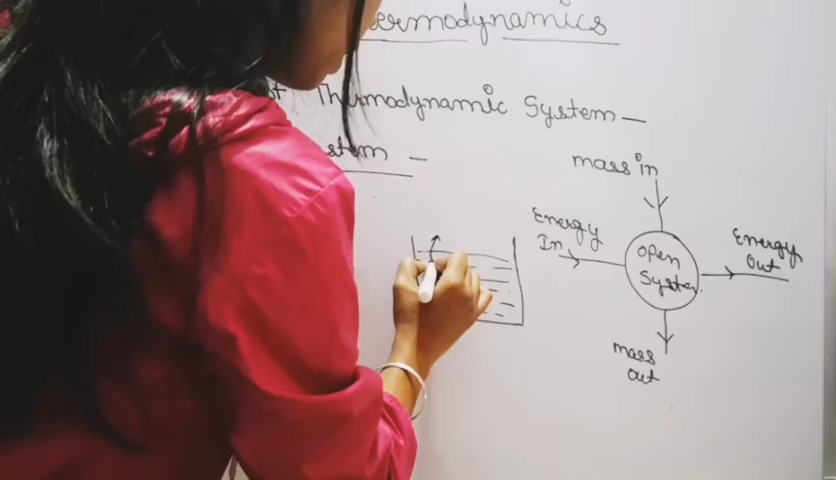 ermodynamics
Thermodynamic System —
stem —
mass in
Energy
In
open
System
Energy
Out
mass
out